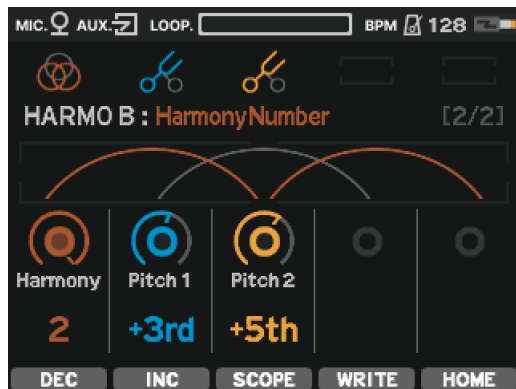 MIC. AUX. LOOP. BPM 128
HARMO B : HarmonyNumber [2/2]
Harmony Pitch 1 Pitch 2
2 +3rd +5th
DEC INC SCOPE WRITE HOME